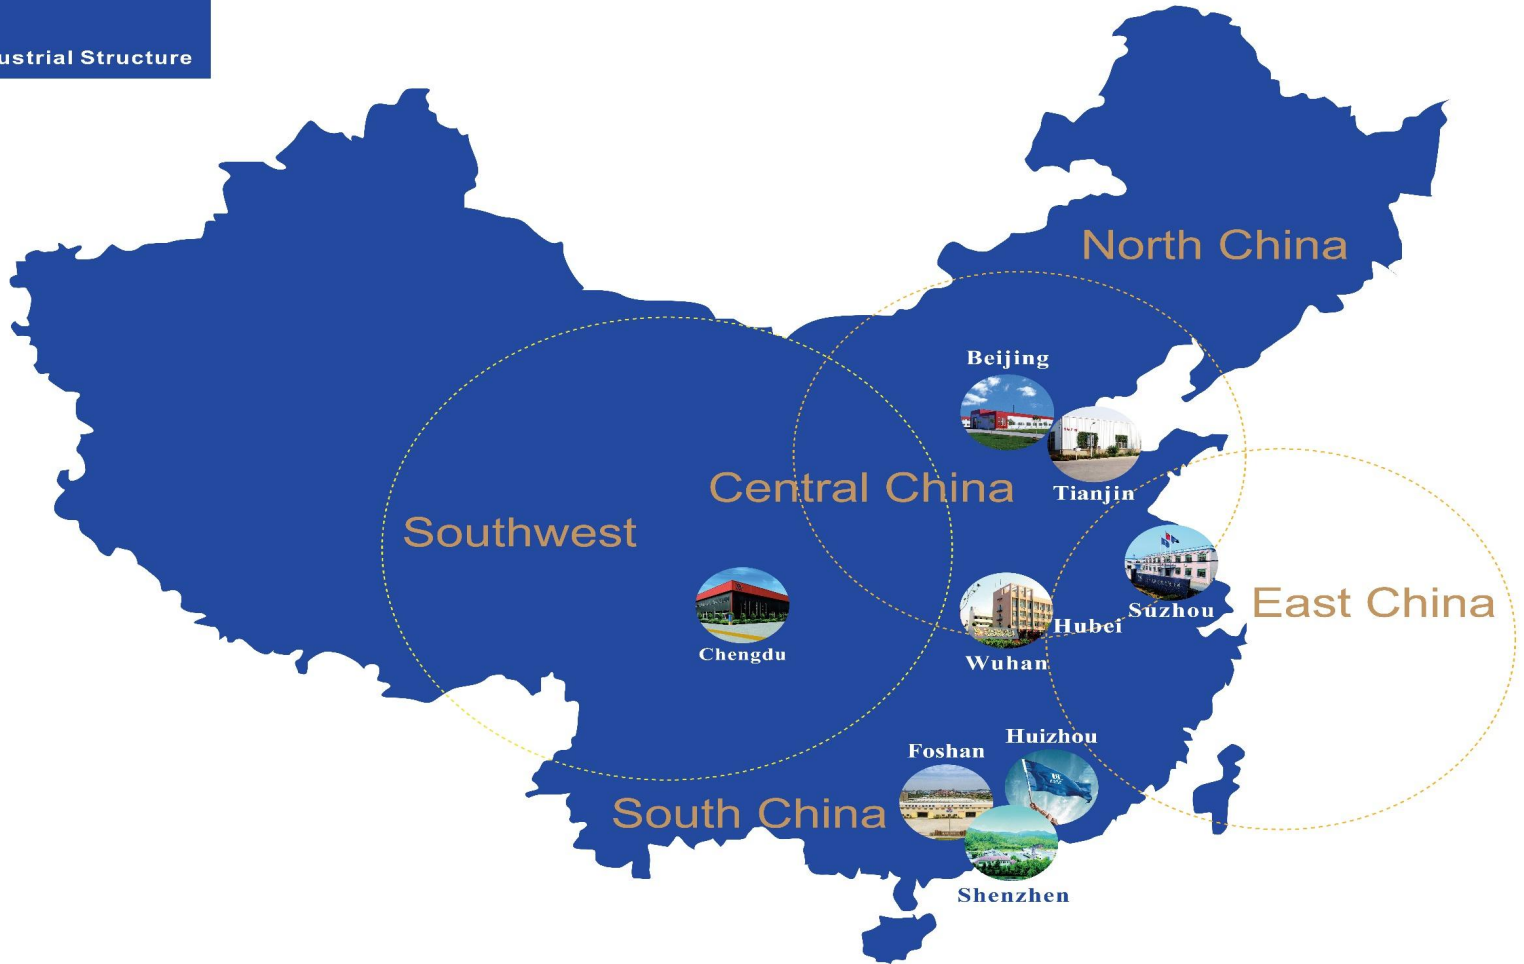 ustrial Structure
North China
Beijing
Central China
Tianjin
Southwest
East China
Suzhou
Hubei
Chengdu
Wuhan
Huizhou
Foshan
South China
Shenzhen